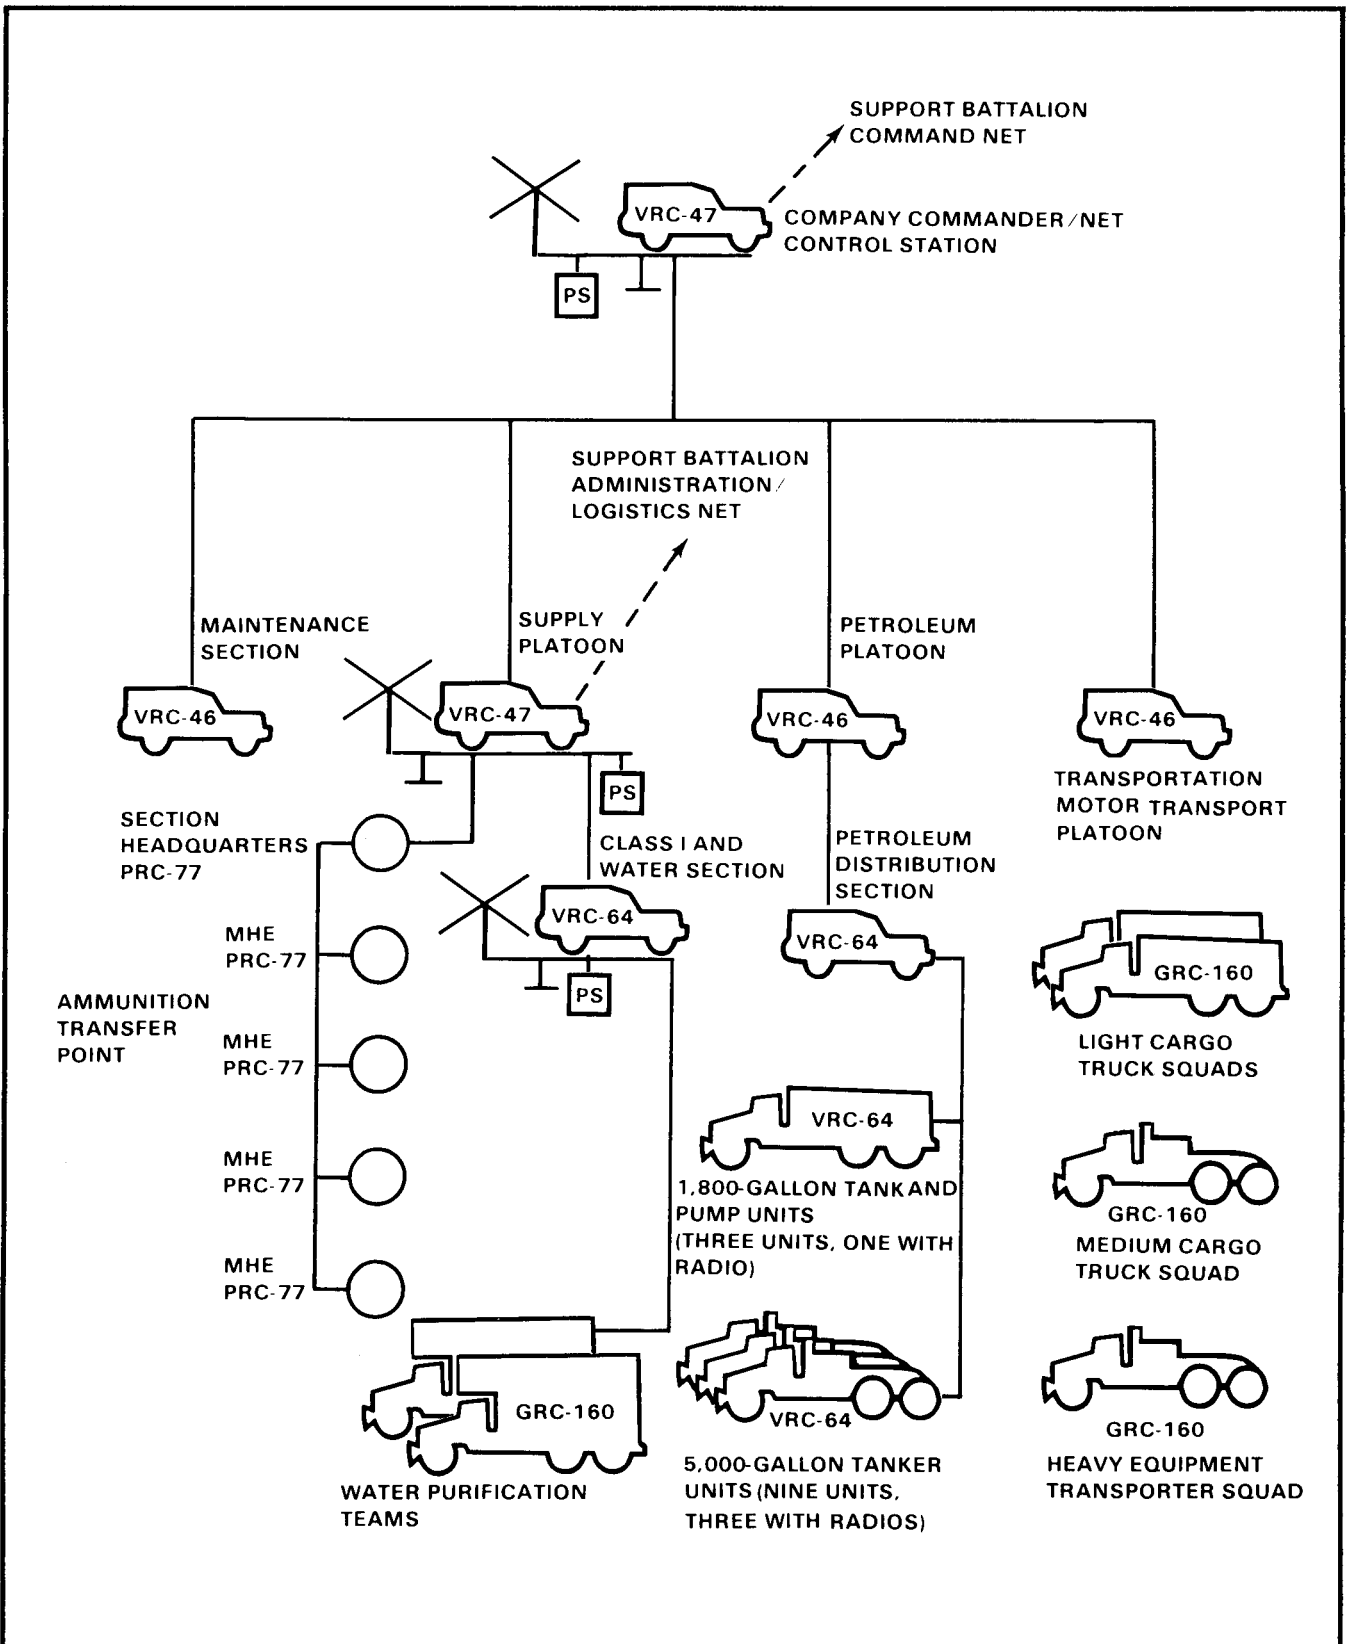 SUPPORT BATTALION
COMMAND NET
VRC-47
COMPANY COMMANDER/NET
CONTROL STATION
PS
SUPPORT BATTALION
ADMINISTRATION/
LOGISTICS NET
MAINTENANCE
SECTION
VRC-46
SUPPLY
PLATOON
VRC-47
PS
PETROLEUM
PLATOON
VRC-46
VRC-46
TRANSPORTATION
MOTOR TRANSPORT
PLATOON
SECTION
HEADQUARTERS
PRC-77
MHE
PRC-77
AMMUNITION
TRANSFER
POINT
MHE
PRC-77
MHE
PRC-77
MHE
PRC-77
CLASS I AND
WATER SECTION
VRC-64
PS
GRC-160
WATER PURIFICATION
TEAMS
PETROLEUM
DISTRIBUTION
SECTION
VRC-64
VRC-64
1,800-GALLON TANK AND
PUMP UNITS
(THREE UNITS, ONE WITH
RADIO)
VRC-64
5,000-GALLON TANKER
UNITS (NINE UNITS,
THREE WITH RADIOS)
GRC-160
LIGHT CARGO
TRUCK SQUADS
GRC-160
MEDIUM CARGO
TRUCK SQUAD
GRC-160
HEAVY EQUIPMENT
TRANSPORTER SQUAD